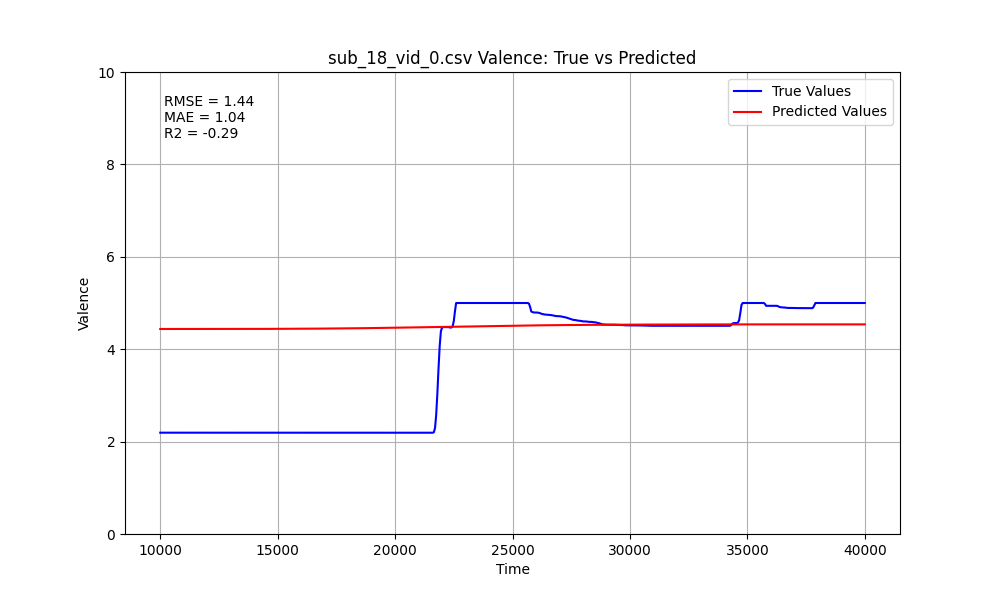 sub_18_vid_0.csv Valence: True vs Predicted
RMSE = 1.44
MAE = 1.04
R2 = -0.29
True Values
Predicted Values
Valence
10
8
6
4
2
0
10000 15000 20000 25000 30000 35000 40000
Time